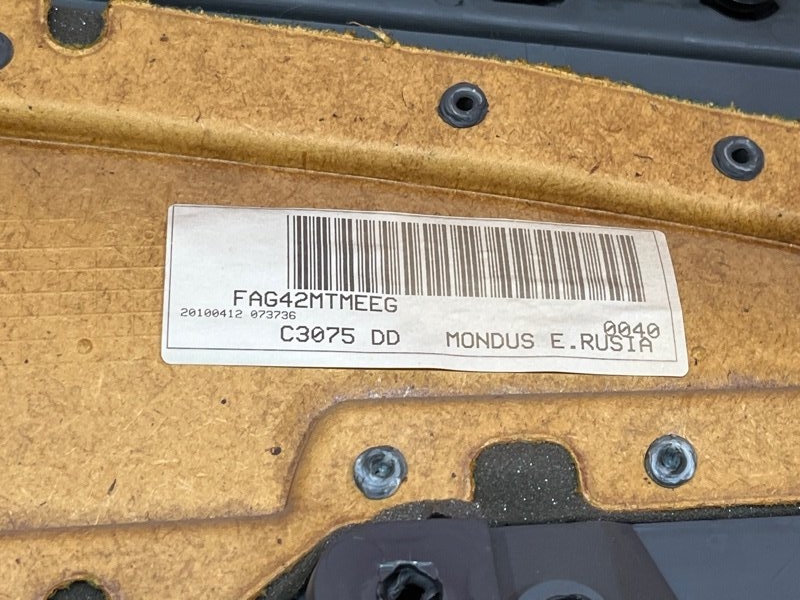 FAG42MTMEEG
20100412 073736
C3075 DD
0040
MONDUS E.RUSIA